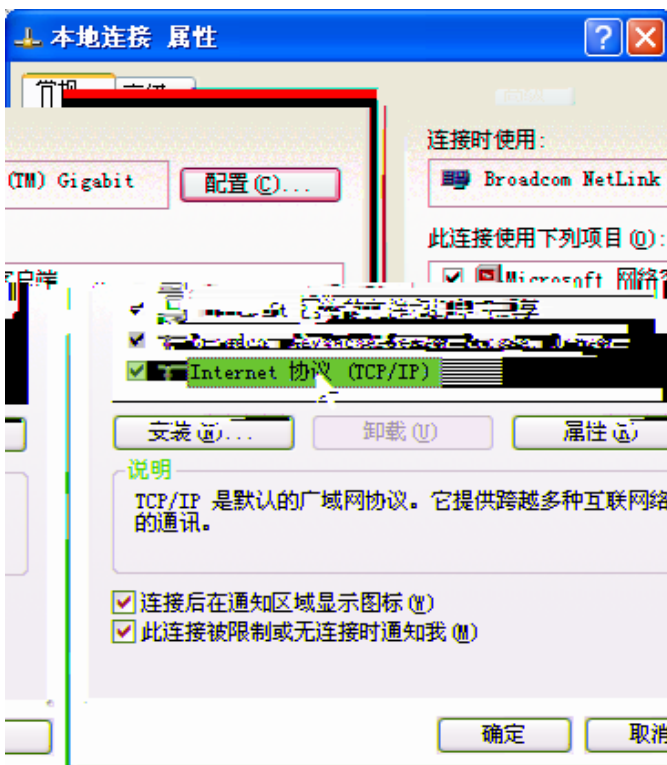 本地连接 属性
常规
连接时使用:
(TM) Gigabit
配置(C)...
Broadcom NetLink
此连接使用下列项目(O):
客户端
Microsoft 网络
Internet 协议 (TCP/IP)
安装(N)...
卸载(U)
属性(R)
说明
TCP/IP 是默认的广域网协议。它提供跨越多种互联网络
的通讯。
连接后在通知区域显示图标(W)
此连接被限制或无连接时通知我(M)
确定
取消